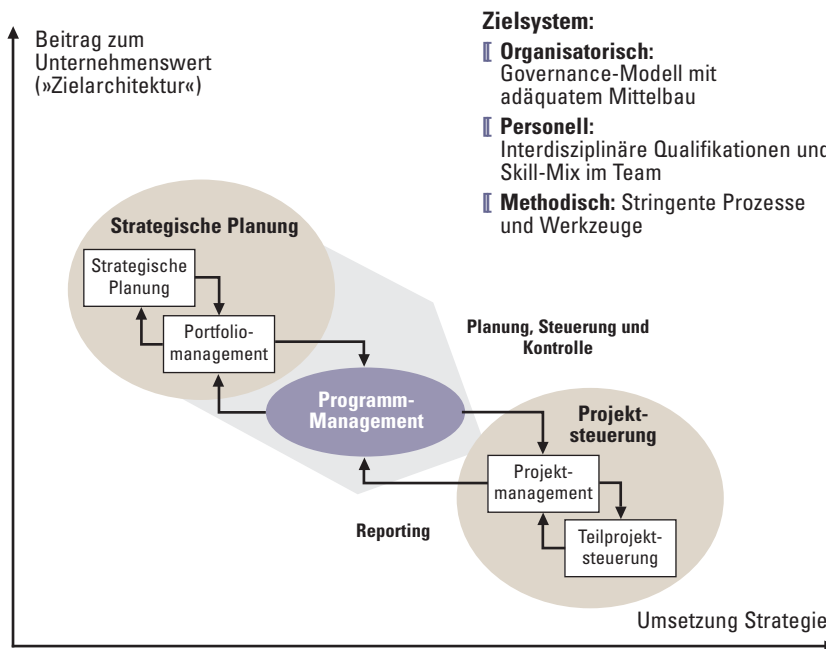 Beitrag zum
Unternehmenswert
(»Zielarchitektur«)
Zielsystem:
Organisatorisch:
Governance-Modell mit
adäquatem Mittelbau
Personell:
Interdisziplinäre Qualifikationen und
Skill-Mix im Team
Methodisch: Stringente Prozesse
und Werkzeuge
Strategische Planung
Strategische
Planung
Portfolio-
management
Planung, Steuerung und
Kontrolle
Programm-
Management
Projekt-
steuerung
Projekt-
management
Reporting
Teilprojekt-
steuerung
Umsetzung Strategie